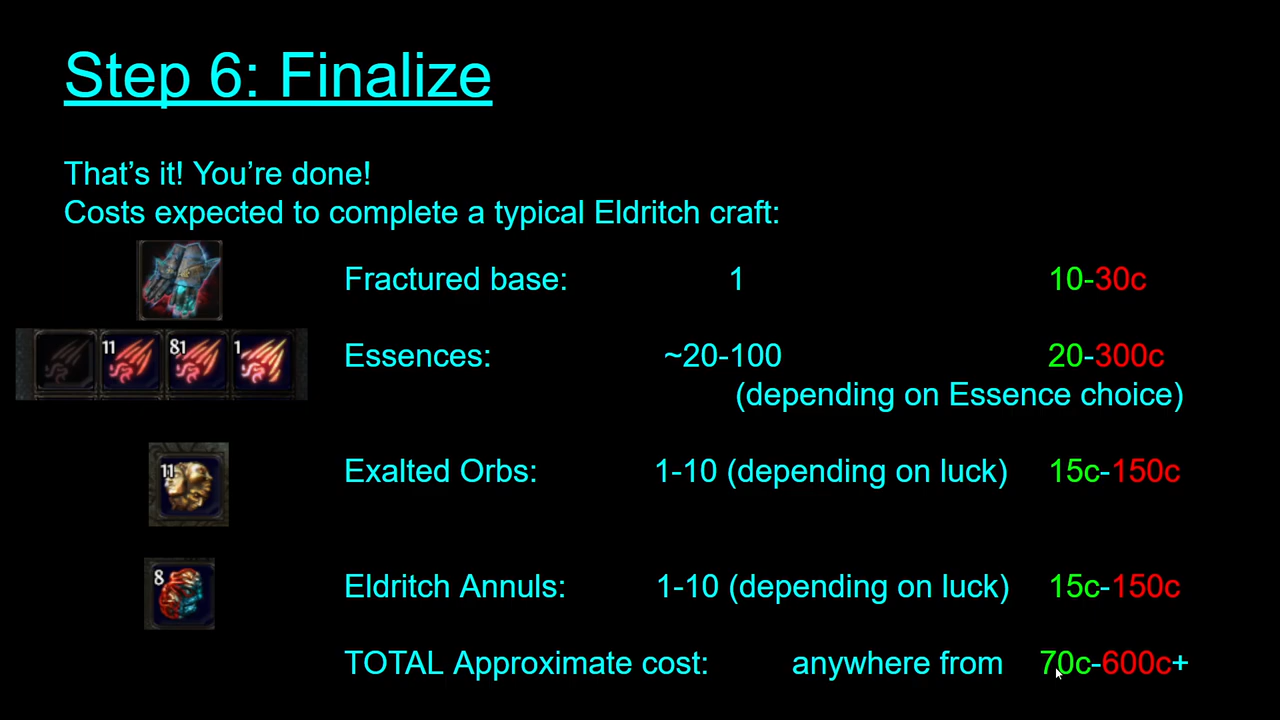 Step 6: Finalize
That’s it! You’re done!
Costs expected to complete a typical Eldritch craft:
Fractured base: 1 10-30c
11 81 1
Essences: ~20-100 20-300c
(depending on Essence choice)
11
Exalted Orbs: 1-10 (depending on luck) 15c-150c
8
Eldritch Annuls: 1-10 (depending on luck) 15c-150c
TOTAL Approximate cost: anywhere from 70c-600c+